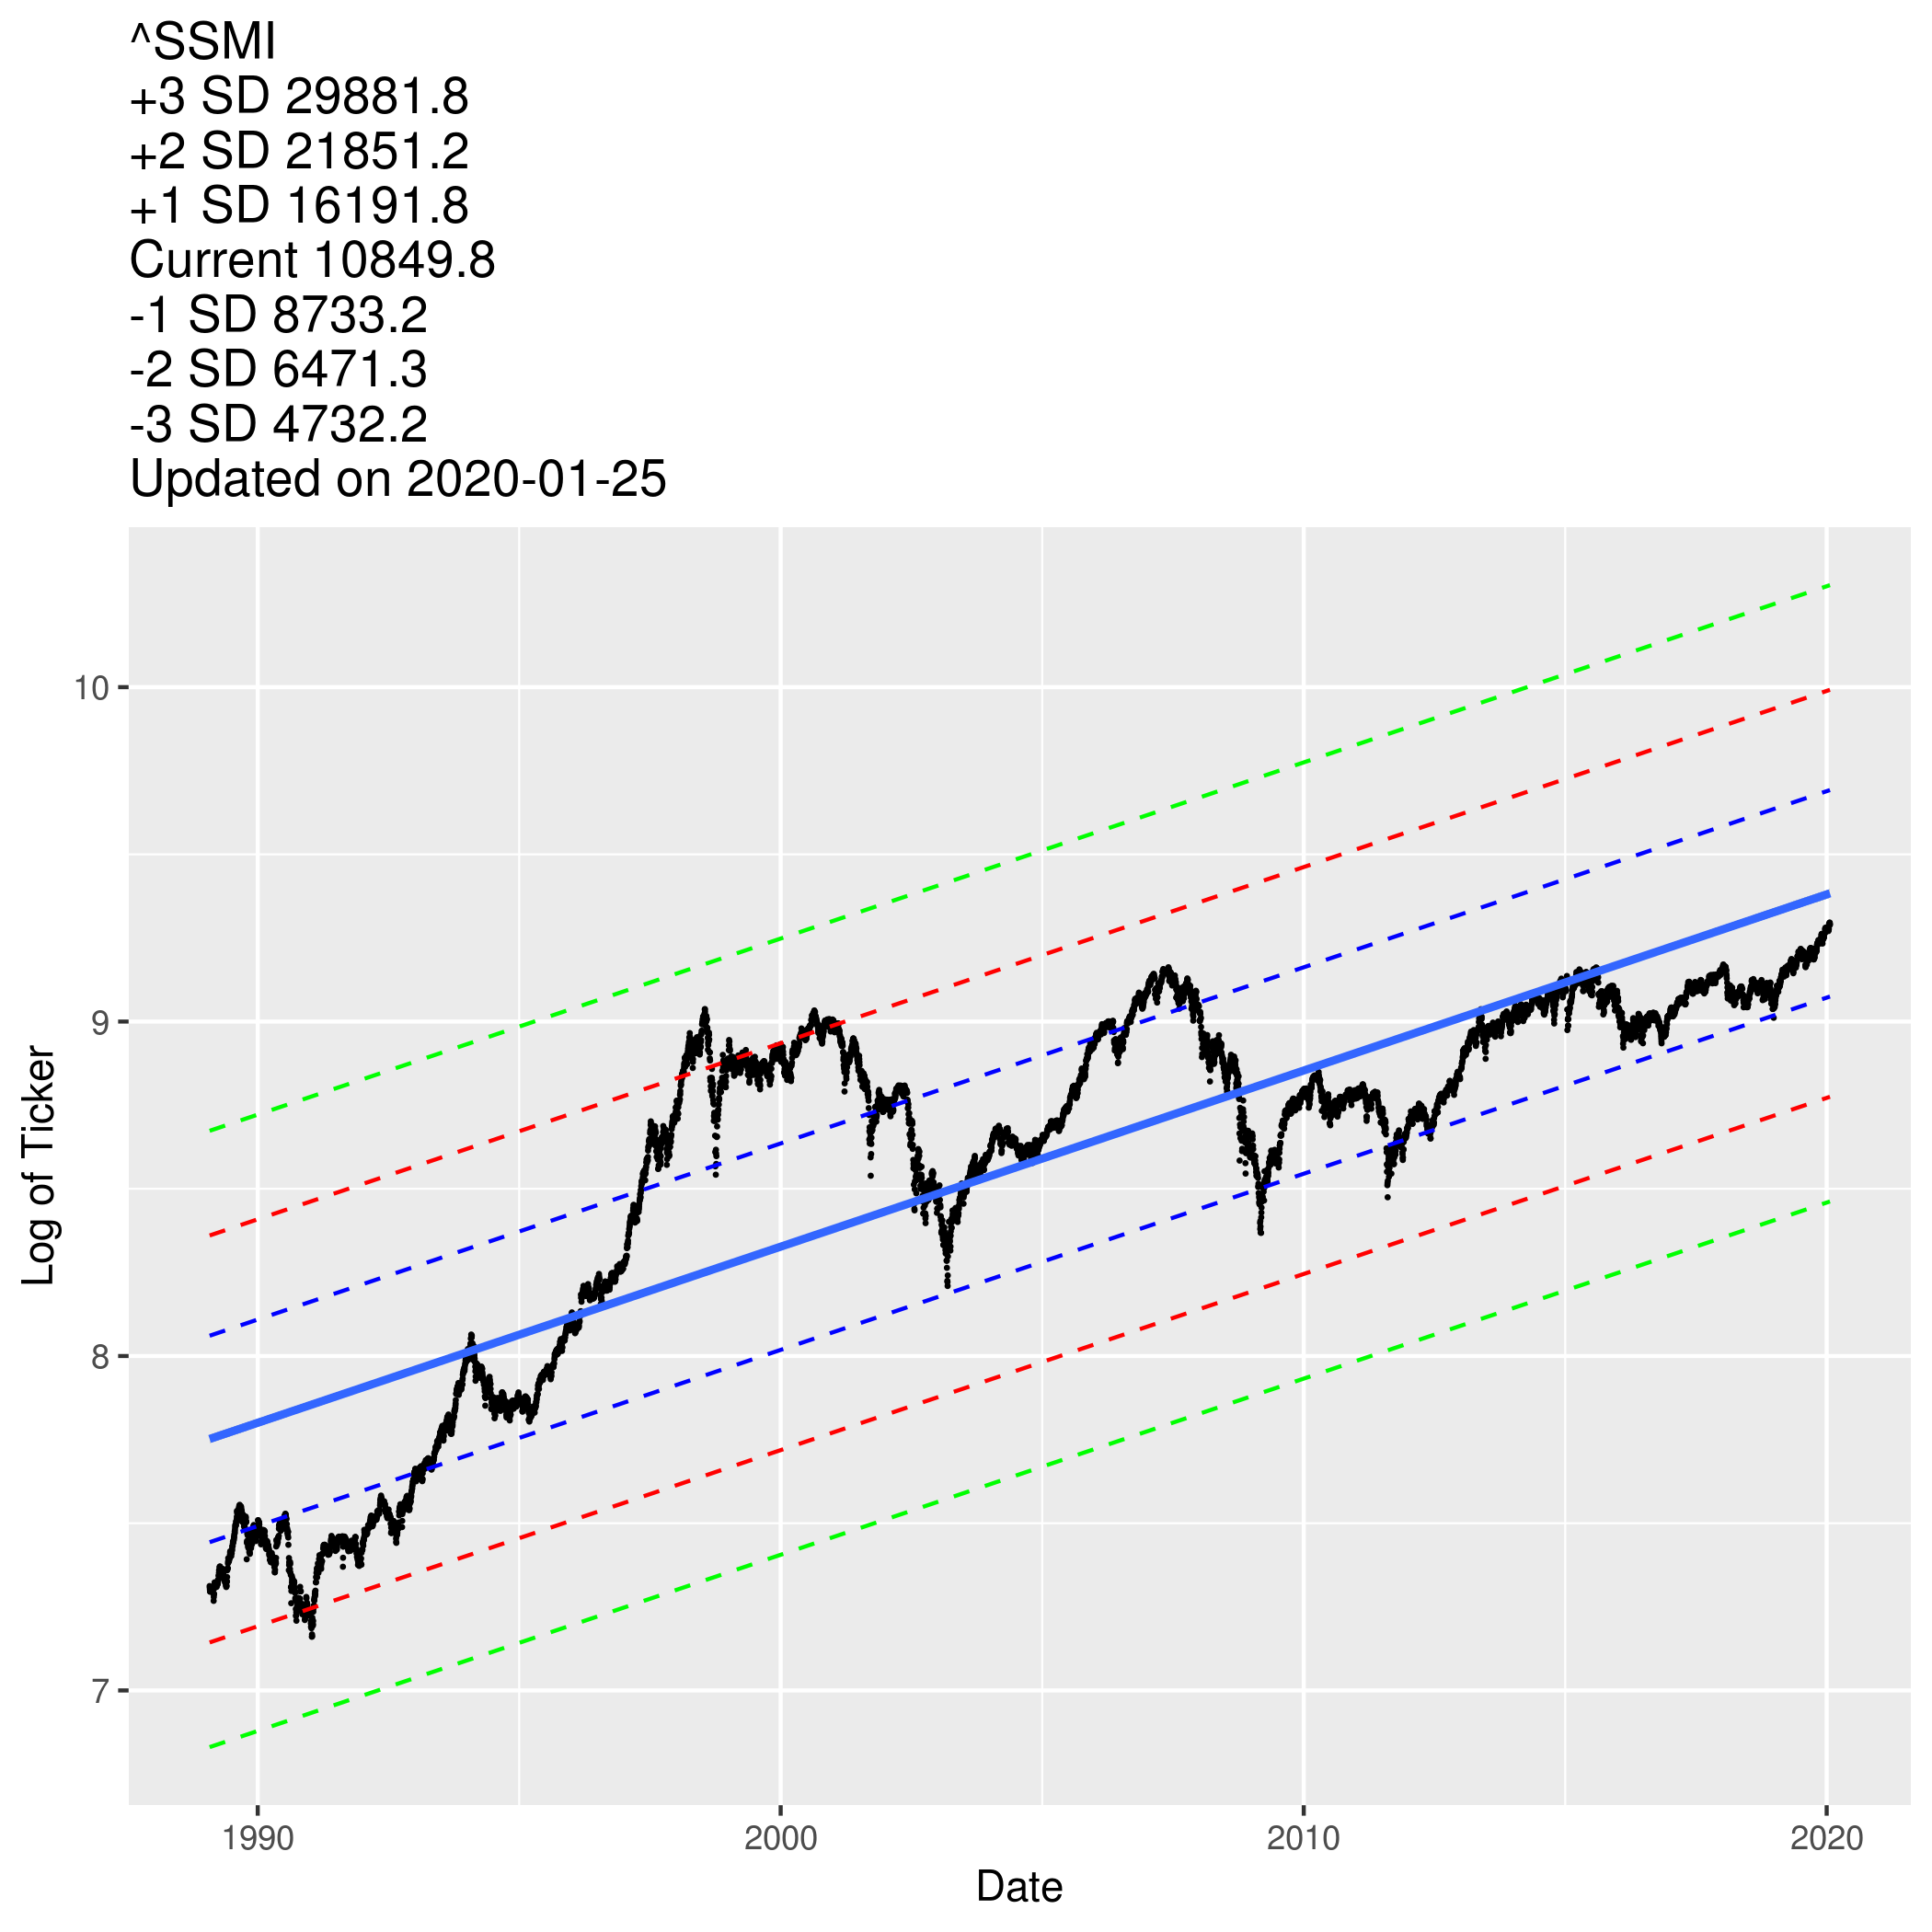 ^SSMI
+3 SD 29881.8
+2 SD 21851.2
+1 SD 16191.8
Current 10849.8
-1 SD 8733.2
-2 SD 6471.3
-3 SD 4732.2
Updated on 2020-01-25
10
9
8
7
Log of Ticker
1990 2000 2010 2020
Date